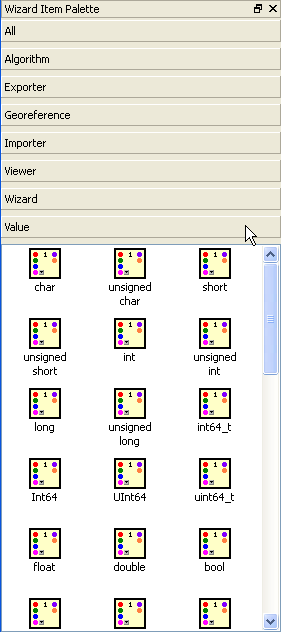 Wizard Item Palette
All
Algorithm
Exporter
Georeference
Importer
Viewer
Wizard
Value
char
unsigned
char
short
unsigned
short
int
unsigned
int
long
unsigned
long
int64_t
Int64
UInt64
uint64_t
float
double
bool